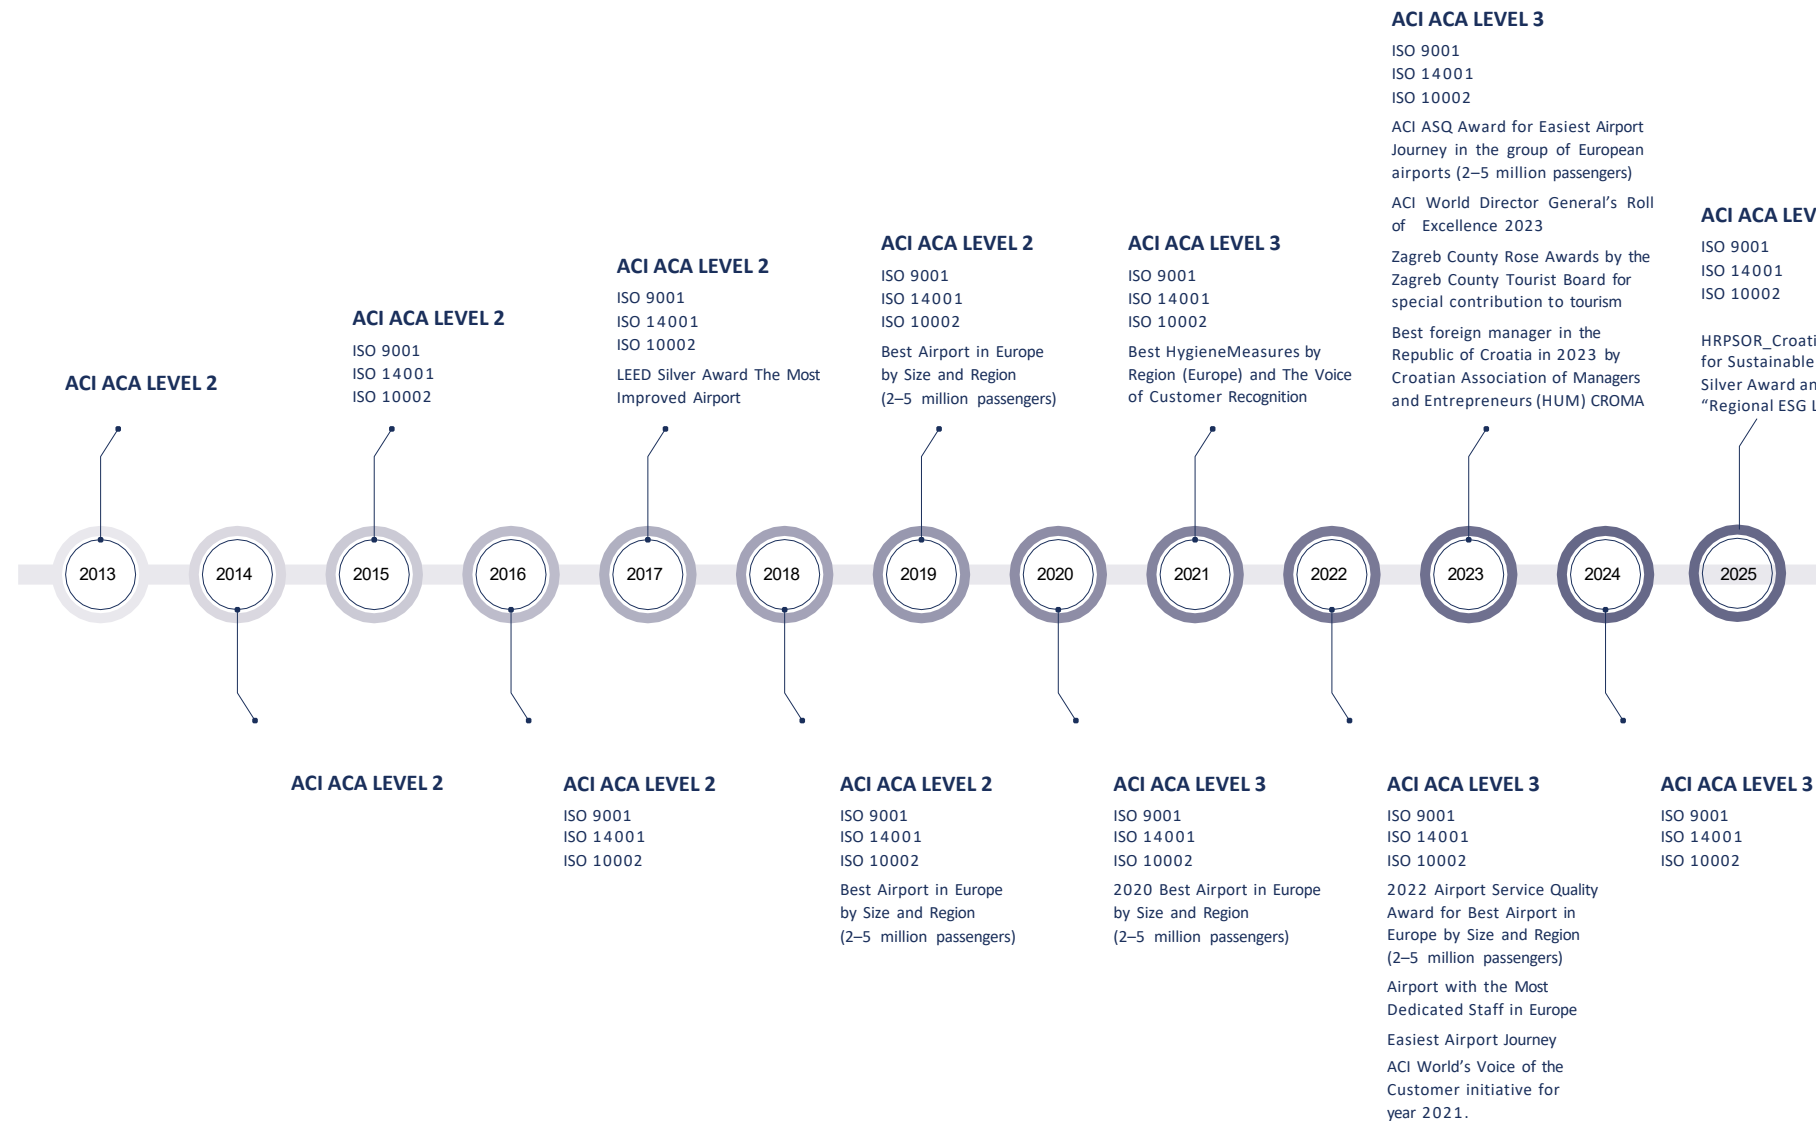 ACI ACA LEVEL 3
ISO 9001
ISO 14001
ISO 10002
ACI ASQ Award for Easiest Airport
Journey in the group of European
airports (2–5 million passengers)
ACI World Director General’s Roll
of Excellence 2023
Zagreb County Rose Awards by the
Zagreb County Tourist Board for
special contribution to tourism
Best foreign manager in the
Republic of Croatia in 2023 by
Croatian Association of Managers
and Entrepreneurs (HUM) CROMA
ACI ACA LEVEL 2
ACI ACA LEVEL 2
ISO 9001
ISO 14001
ISO 10002
ACI ACA LEVEL 2
ISO 9001
ISO 14001
ISO 10002
LEED Silver Award The Most
Improved Airport
ACI ACA LEVEL 2
ISO 9001
ISO 14001
ISO 10002
Best Airport in Europe
by Size and Region
(2–5 million passengers)
ACI ACA LEVEL 3
ISO 9001
ISO 14001
ISO 10002
Best HygieneMeasures by
Region (Europe) and The Voice
of Customer Recognition
ACI ACA LEV
ISO 9001
ISO 14001
ISO 10002
HRPSOR_Croati
for Sustainable
Silver Award an
“Regional ESG L
2013 2014 2015 2016 2017 2018 2019 2020 2021 2022 2023 2024 2025
ACI ACA LEVEL 2
ACI ACA LEVEL 2
ISO 9001
ISO 14001
ISO 10002
ACI ACA LEVEL 2
ISO 9001
ISO 14001
ISO 10002
Best Airport in Europe
by Size and Region
(2–5 million passengers)
ACI ACA LEVEL 3
ISO 9001
ISO 14001
ISO 10002
2020 Best Airport in Europe
by Size and Region
(2–5 million passengers)
ACI ACA LEVEL 3
ISO 9001
ISO 14001
ISO 10002
2022 Airport Service Quality
Award for Best Airport in
Europe by Size and Region
(2–5 million passengers)
Airport with the Most
Dedicated Staff in Europe
Easiest Airport Journey
ACI World’s Voice of the
Customer initiative for
year 2021.
ACI ACA LEVEL 3
ISO 9001
ISO 14001
ISO 10002